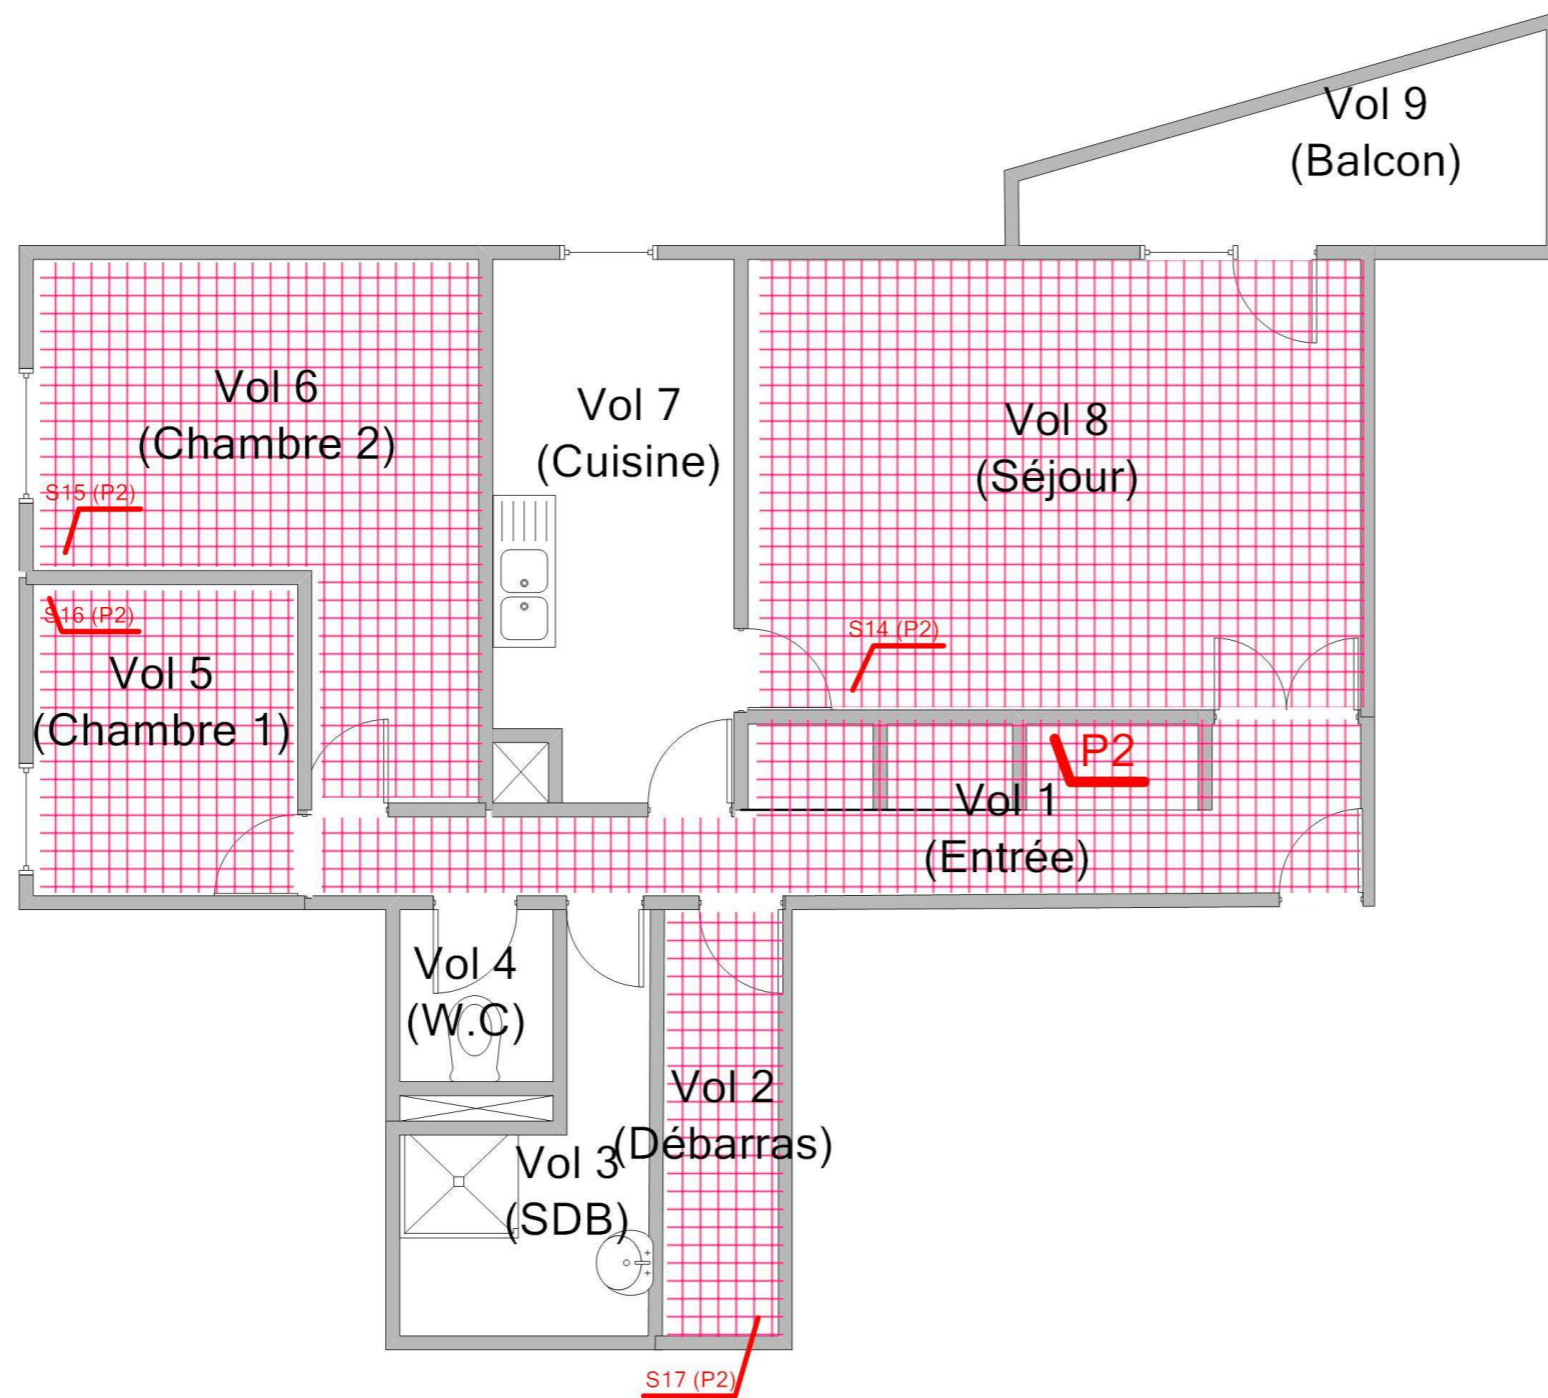 Vol 9
(Balcon)
Vol 6
(Chambre 2)
Vol 7
(Cuisine)
Vol 8
(Séjour)
S15 (P2)
S16 (P2)
S14 (P2)
Vol 5
(Chambre 1)
P2
Vol 1
(Entrée)
Vol 4
(W.C)
Vol 2
(Débarras)
Vol 3
(SDB)
S17 (P2)